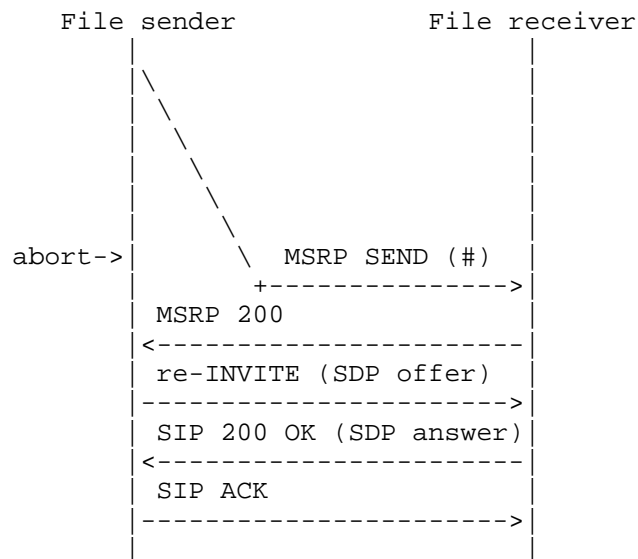 File sender File receiver
abort-> MSRP SEND (#)
MSRP 200
re-INVITE (SDP offer)
SIP 200 OK (SDP answer)
SIP ACK